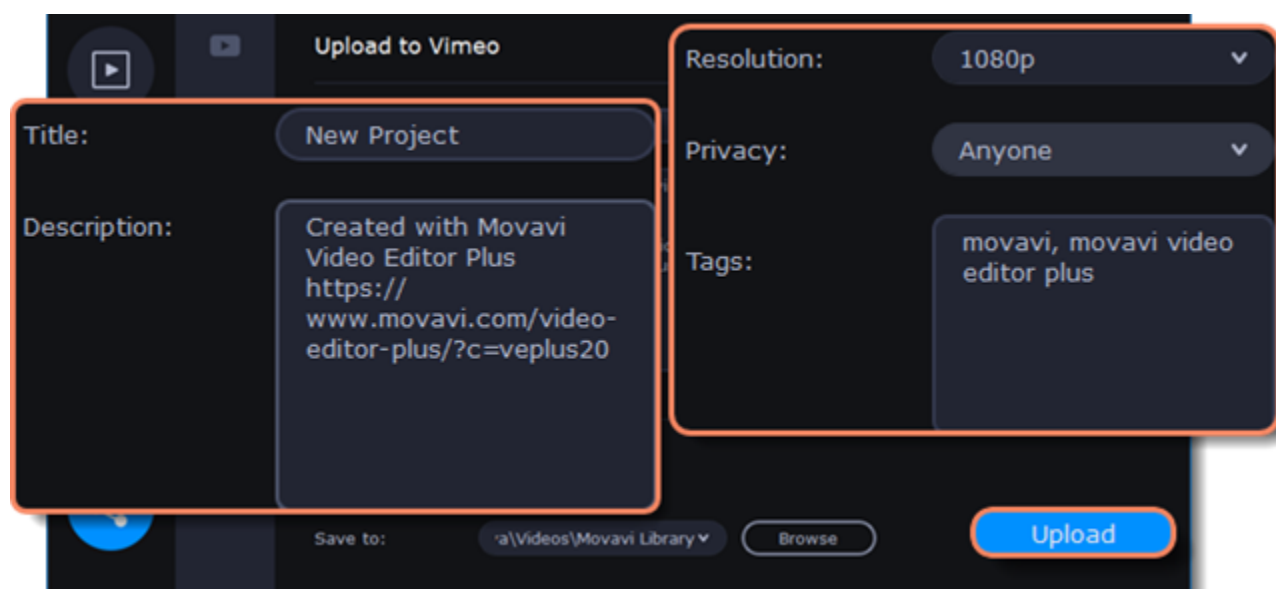 Upload to Vimeo
Title:
New Project
Description:
Created with Movavi
Video Editor Plus
https://
www.movavi.com/video-
editor-plus/?c=veplus20
Resolution:
1080p
Privacy:
Anyone
Tags:
movavi, movavi video
editor plus
Save to:
a\Videos\Movavi Library
Browse
Upload